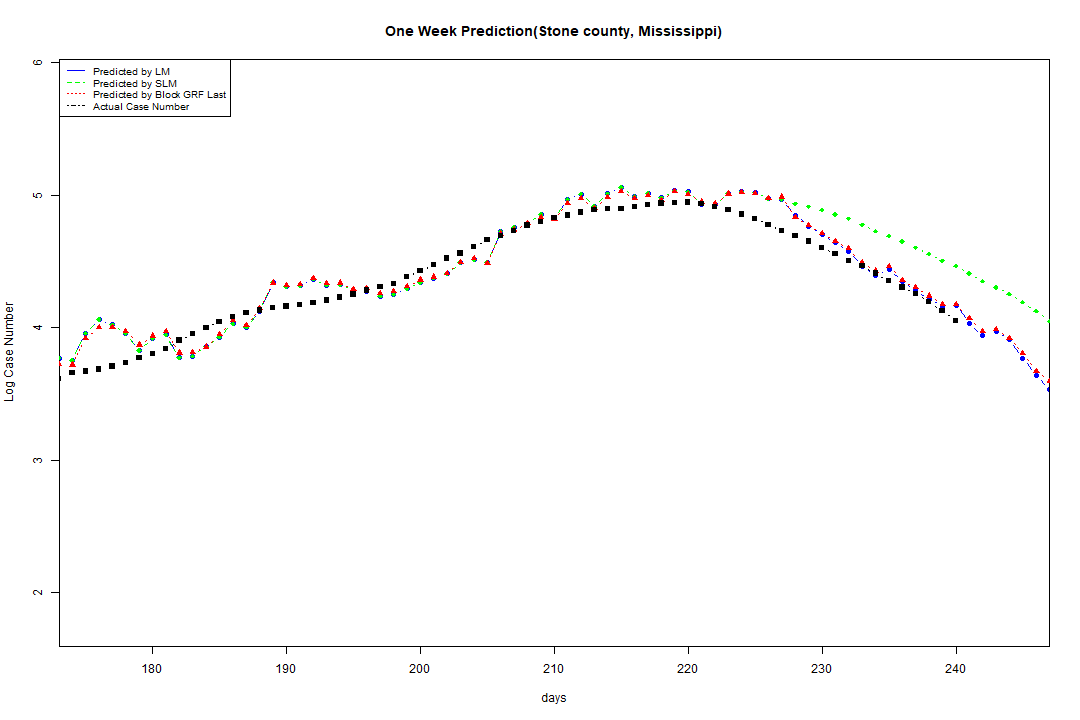 One Week Prediction(Stone county, Mississippi)
Predicted by LM
Predicted by SLM
Predicted by Block GRF Last
Actual Case Number
Log Case Number
6
5
4
3
2
180 190 200 210 220 230 240
days